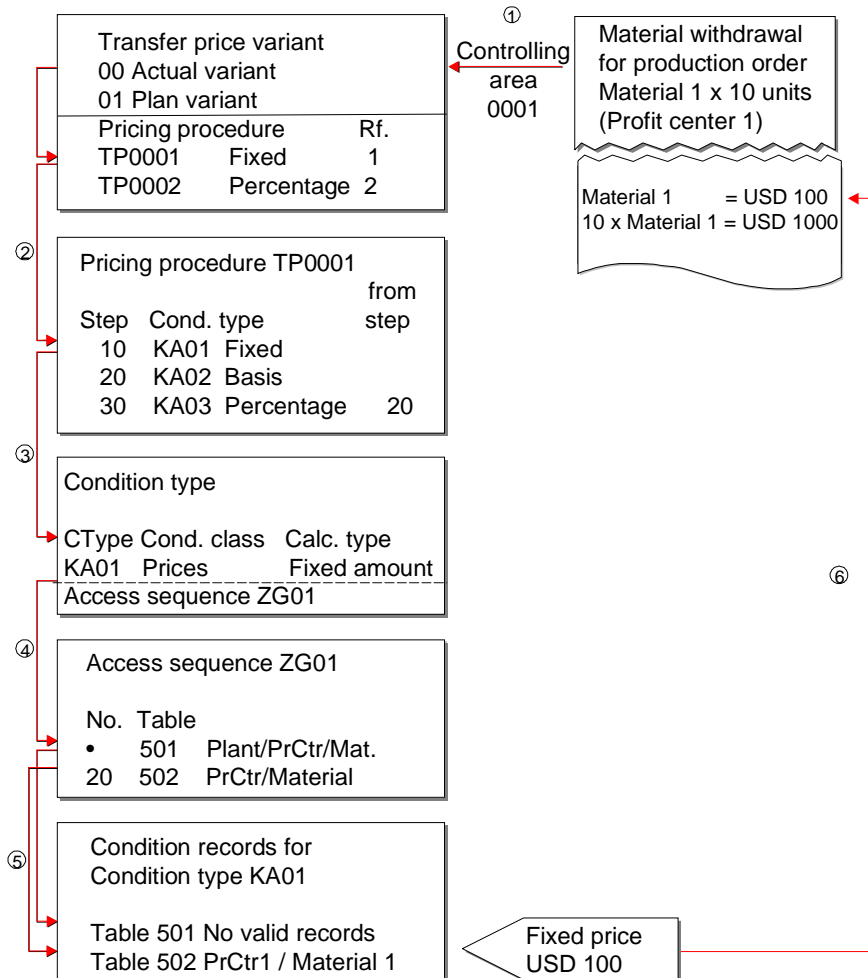 Transfer price variant
00 Actual variant
01 Plan variant
Pricing procedure Rf.
TP0001 Fixed 1
TP0002 Percentage 2
①
Controlling
area
0001
Material withdrawal
for production order
Material 1 x 10 units
(Profit center 1)
Material 1 = USD 100
10 x Material 1 = USD 1000
②
Pricing procedure TP0001
from
Step Cond. type step
10 KA01 Fixed
20 KA02 Basis
30 KA03 Percentage 20
③
Condition type
CType Cond. class Calc. type
KA01 Prices Fixed amount
Access sequence ZG01
⑥
④
Access sequence ZG01
No. Table
• 501 Plant/PrCtr/Mat.
20 502 PrCtr/Material
⑤
Condition records for
Condition type KA01
Table 501 No valid records
Table 502 PrCtr1 / Material 1
Fixed price
USD 100